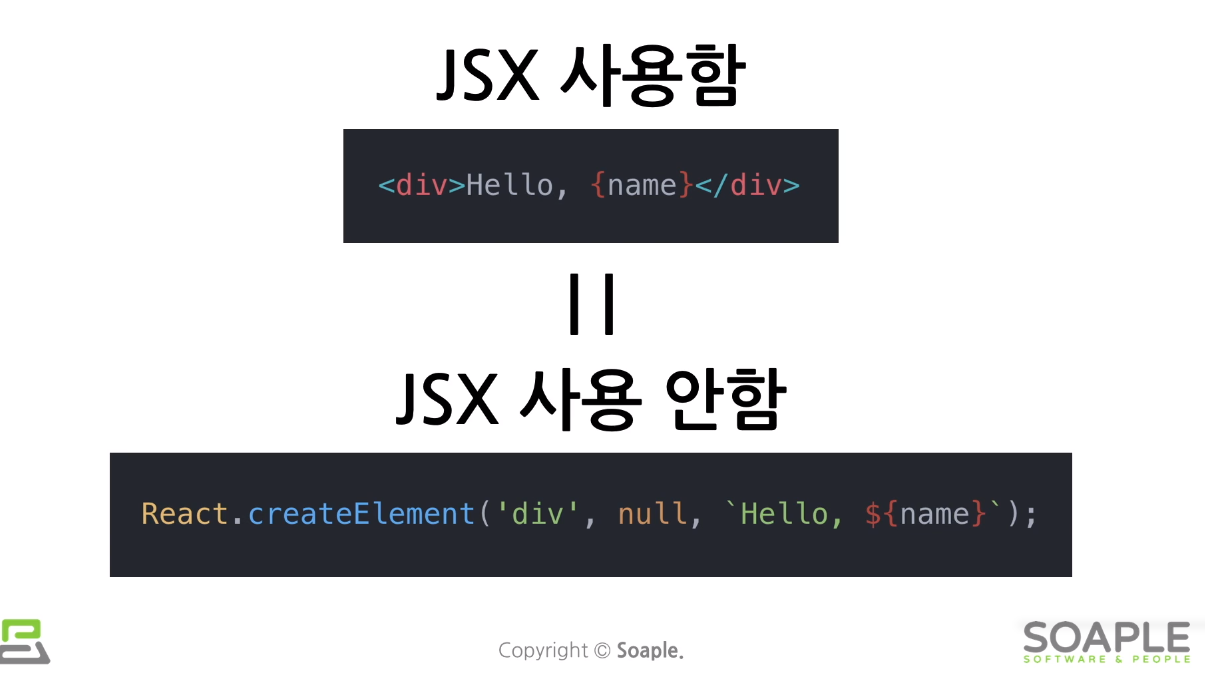 JSX 사용함
<div>Hello, {name}</div>
||
JSX 사용 안함
React.createElement('div', null, `Hello, ${name}`);
Copyright © Soaple.
SOAPLE
SOFTWARE & PEOPLE